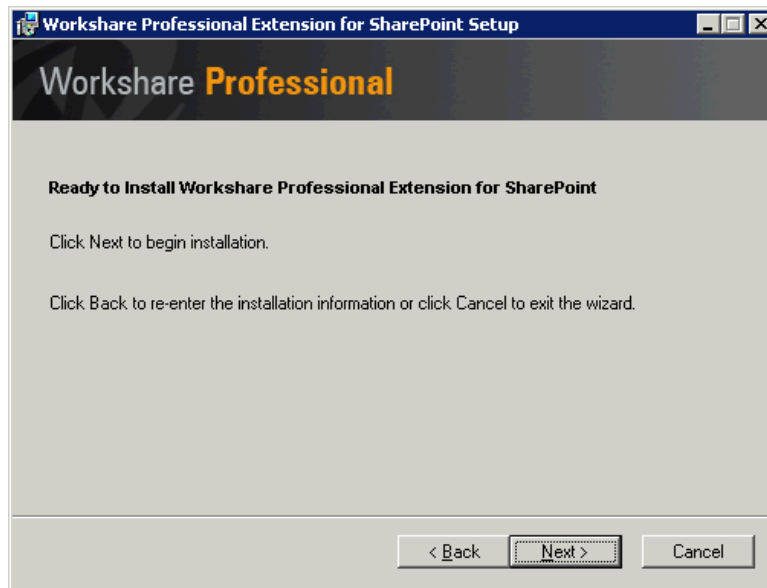 Workshare Professional Extension for SharePoint Setup
Workshare Professional
Ready to Install Workshare Professional Extension for SharePoint
Click Next to begin installation.
Click Back to re-enter the installation information or click Cancel to exit the wizard.
< Back Next > Cancel